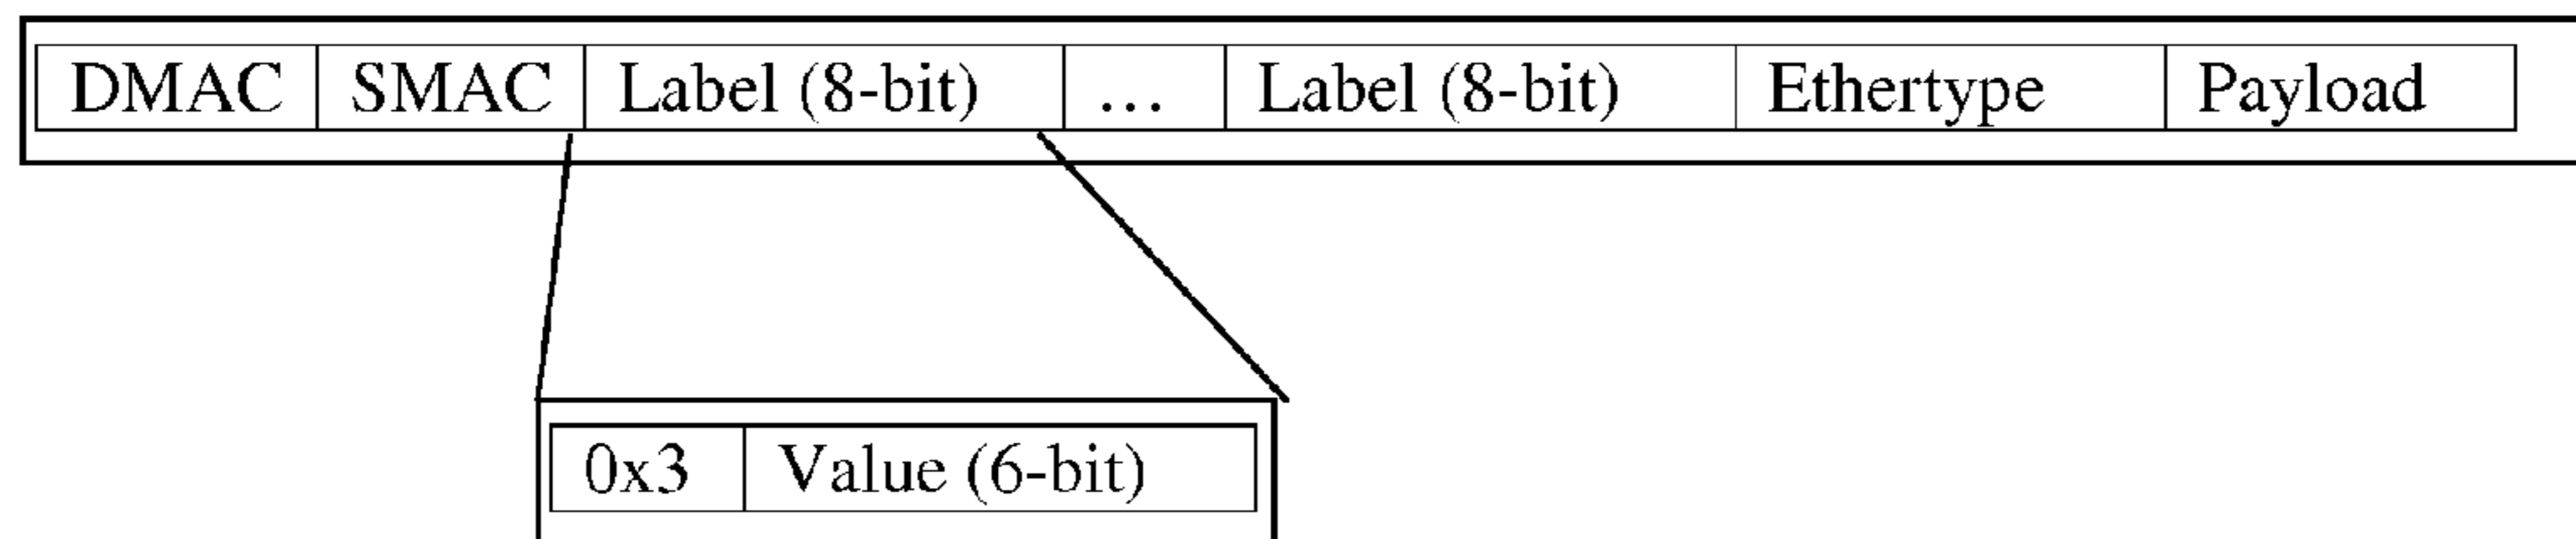 DMAC SMAC Label (8-bit) ... Label (8-bit) Ethertype Payload
0x3 Value (6-bit)